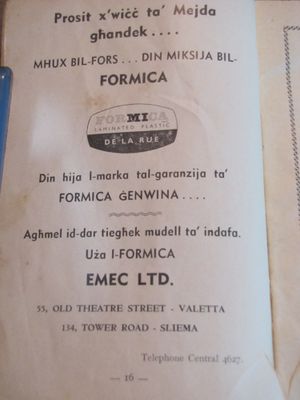 Prosit x'wiċċ ta' Mejda
għandek . . . .
MHUX BIL-FORS . . . DIN MIKSIJA BIL-
FORMICA
FORMICA
LAMINATED PLASTIC
DE LA RUE
Din hija l-marka tal-garanzija ta'
FORMICA ĠENWINA . . . .
Agħmel id-dar tiegħek mudell ta' indafa.
Uża l-FORMICA
EMEC LTD.
55, OLD THEATRE STREET - VALETTA
134, TOWER ROAD - SLIEMA
Telephone Central 4627.
— 16 —